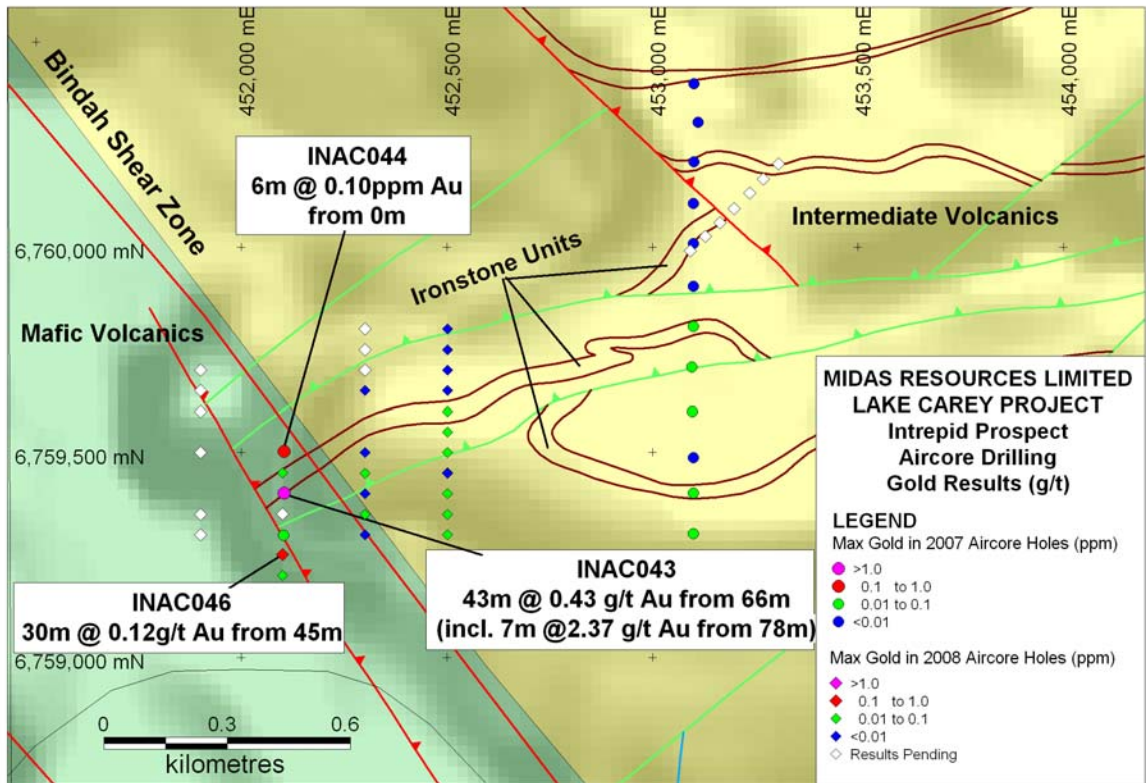 452,000 mE
452,500 mE
453,000 mE
453,500 mE
454,000 mE
Bindah Shear Zone
INAC044
6m @ 0.10ppm Au
from 0m
Intermediate Volcanics
6,760,000 mN
Ironstone Units
Mafic Volcanics
6,759,500 mN
INAC046
30m @ 0.12g/t Au from 45m
INAC043
43m @ 0.43 g/t Au from 66m
(incl. 7m @2.37 g/t Au from 78m)
6,759,000 mN
0 0.3 0.6
kilometres
MIDAS RESOURCES LIMITED
LAKE CAREY PROJECT
Intrepid Prospect
Aircore Drilling
Gold Results (g/t)
LEGEND
Max Gold in 2007 Aircore Holes (ppm)
>1.0
0.1 to 1.0
0.01 to 0.1
<0.01
Max Gold in 2008 Aircore Holes (ppm)
>1.0
0.1 to 1.0
0.01 to 0.1
<0.01
Results Pending